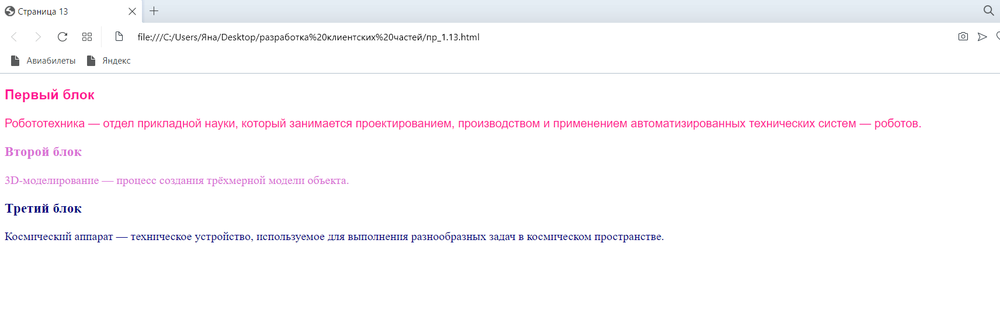 Страница 13
file:///C:/Users/Яна/Desktop/разработка%20клиентских%20частей/пр_1.13.html
Авиабилеты Яндекс
Первый блок
Робототехника — отдел прикладной науки, который занимается проектированием, производством и применением автоматизированных технических систем — роботов.
Второй блок
3D-моделирование — процесс создания трёхмерной модели объекта.
Третий блок
Космический аппарат — техническое устройство, используемое для выполнения разнообразных задач в космическом пространстве.